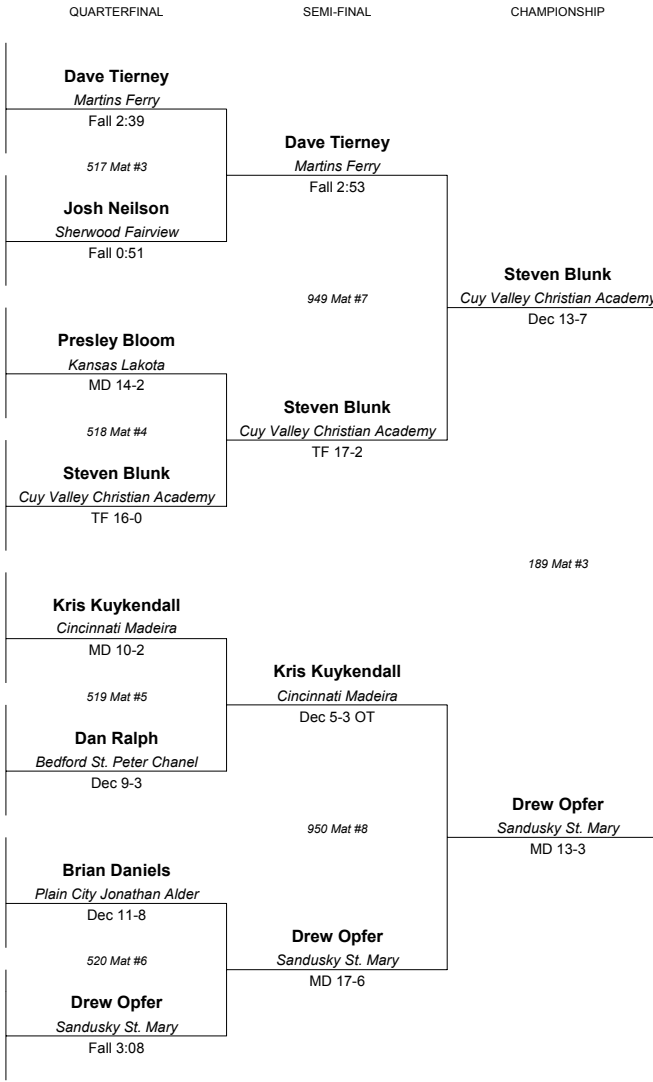 QUARTERFINAL
SEMI-FINAL
CHAMPIONSHIP
Dave Tierney
Martins Ferry
Fall 2:39
517 Mat #3
Josh Neilson
Sherwood Fairview
Fall 0:51
Presley Bloom
Kansas Lakota
MD 14-2
518 Mat #4
Steven Blunk
Cuy Valley Christian Academy
TF 16-0
Kris Kuykendall
Cincinnati Madeira
MD 10-2
519 Mat #5
Dan Ralph
Bedford St. Peter Chanel
Dec 9-3
Brian Daniels
Plain City Jonathan Alder
Dec 11-8
520 Mat #6
Drew Opfer
Sandusky St. Mary
Fall 3:08
Dave Tierney
Martins Ferry
Fall 2:53
949 Mat #7
Steven Blunk
Cuy Valley Christian Academy
TF 17-2
Kris Kuykendall
Cincinnati Madeira
Dec 5-3 OT
950 Mat #8
Drew Opfer
Sandusky St. Mary
MD 17-6
Steven Blunk
Cuy Valley Christian Academy
Dec 13-7
189 Mat #3
Drew Opfer
Sandusky St. Mary
MD 13-3